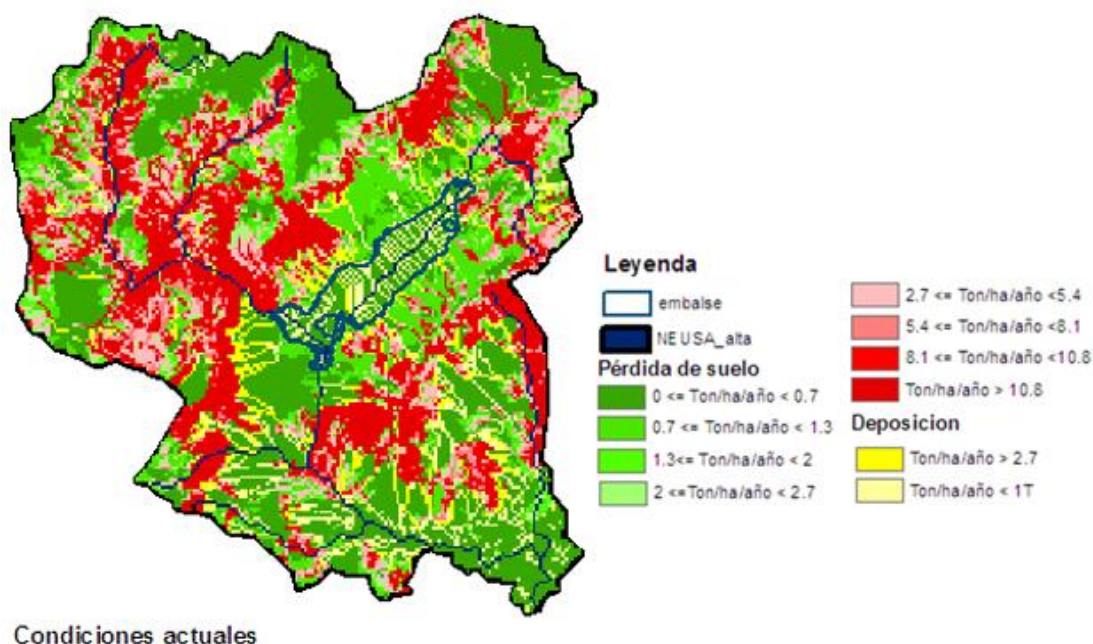 Leyenda
embalse
NEUSA_alta
Pérdida de suelo
0 <= Ton/ha/año < 0.7
0.7 <= Ton/ha/año < 1.3
1.3<= Ton/ha/año < 2
2 <= Ton/ha/año < 2.7
2.7 <= Ton/ha/año <5.4
5.4 <= Ton/ha/año <8.1
8.1 <= Ton/ha/año <10.8
Ton/ha/año > 10.8
Deposicion
Ton/ha/año > 2.7
Ton/ha/año < 1T
Condiciones actuales